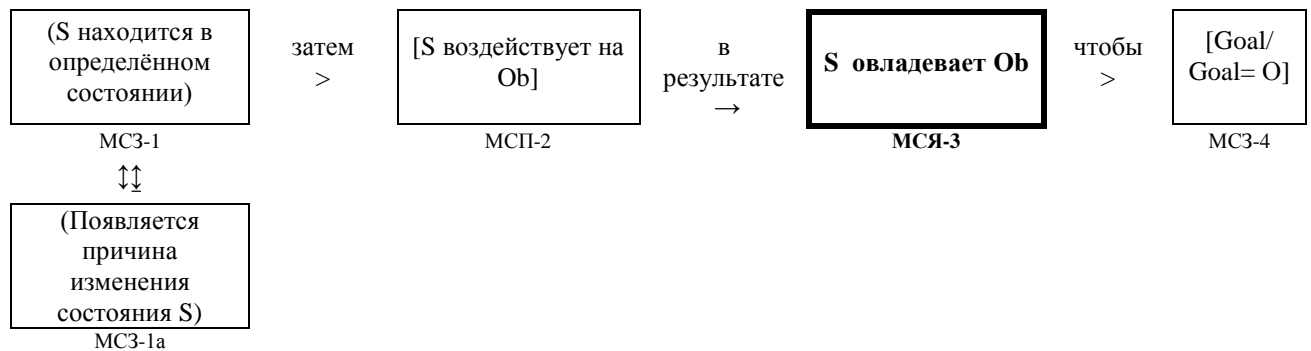 (S находится в
определённом
состоянии)
МСЗ-1
затем
>
[S воздействует на
Ob]
МСП-2
в
результате
→
S овладевает Ob
МСЯ-3
чтобы
>
[Goal/
Goal= O]
МСЗ-4
↕↕
(Появляется
причина
изменения
состояния S)
МСЗ-1а